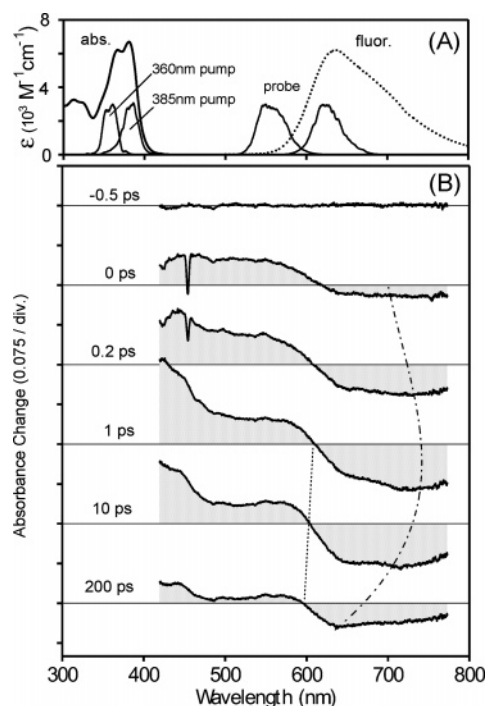 abs.
fluor.
(A)
360nm pump
385nm pump
probe
ε (10³ M⁻¹cm⁻¹)
8
4
0
(B)
-0.5 ps
0 ps
0.2 ps
1 ps
10 ps
200 ps
Absorbance Change (0.075 / div.)
300 400 500 600 700 800
Wavelength (nm)